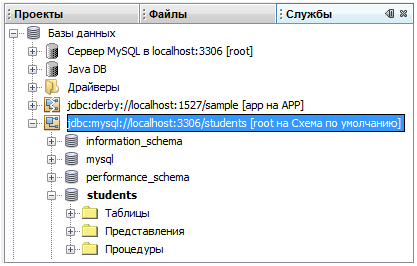 Проекты Файлы Службы
Базы данных
Сервер MySQL в localhost:3306 [root]
Java DB
Драйверы
jdbc:derby://localhost:1527/sample [app на APP]
jdbc:mysql://localhost:3306/students [root на Схема по умолчанию]
information_schema
mysql
performance_schema
students
Таблицы
Представления
Процедуры